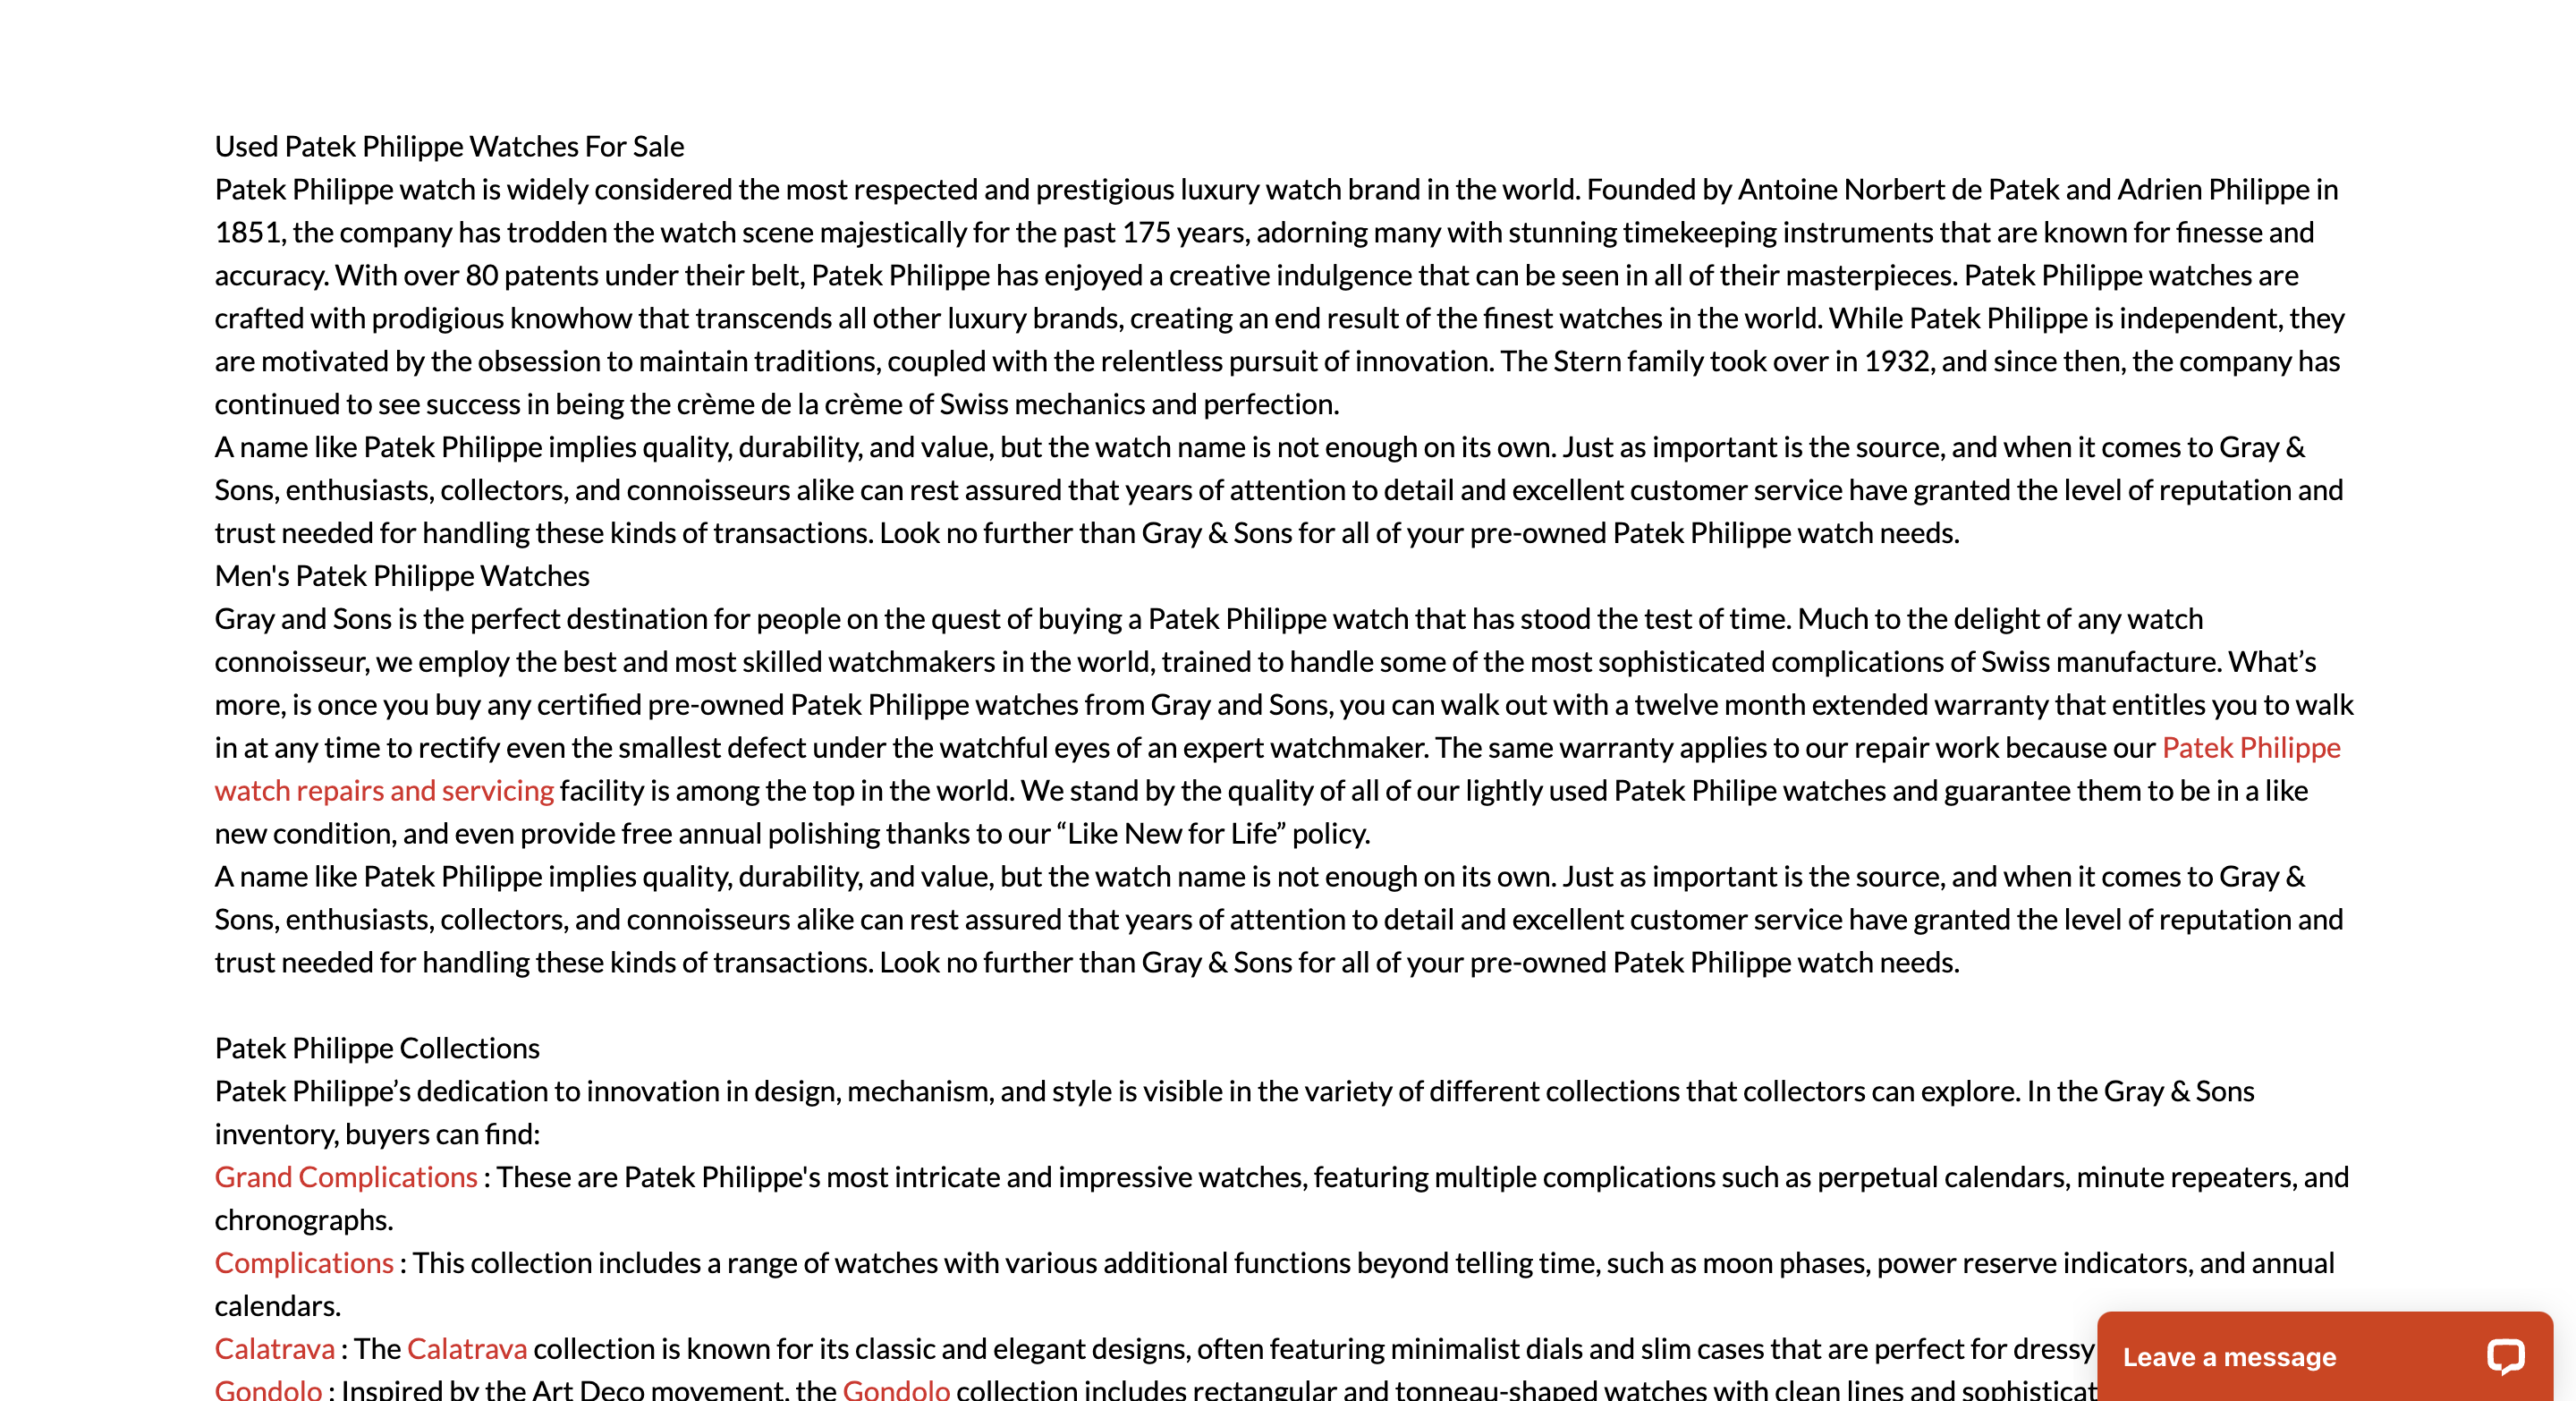 Used Patek Philippe Watches For Sale
Patek Philippe watch is widely considered the most respected and prestigious luxury watch brand in the world. Founded by Antoine Norbert de Patek and Adrien Philippe in
1851, the company has trodden the watch scene majestically for the past 175 years, adorning many with stunning timekeeping instruments that are known for finesse and
accuracy. With over 80 patents under their belt, Patek Philippe has enjoyed a creative indulgence that can be seen in all of their masterpieces. Patek Philippe watches are
crafted with prodigious knowhow that transcends all other luxury brands, creating an end result of the finest watches in the world. While Patek Philippe is independent, they
are motivated by the obsession to maintain traditions, coupled with the relentless pursuit of innovation. The Stern family took over in 1932, and since then, the company has
continued to see success in being the crème de la crème of Swiss mechanics and perfection.
A name like Patek Philippe implies quality, durability, and value, but the watch name is not enough on its own. Just as important is the source, and when it comes to Gray &
Sons, enthusiasts, collectors, and connoisseurs alike can rest assured that years of attention to detail and excellent customer service have granted the level of reputation and
trust needed for handling these kinds of transactions. Look no further than Gray & Sons for all of your pre-owned Patek Philippe watch needs.
Men's Patek Philippe Watches
Gray and Sons is the perfect destination for people on the quest of buying a Patek Philippe watch that has stood the test of time. Much to the delight of any watch
connoisseur, we employ the best and most skilled watchmakers in the world, trained to handle some of the most sophisticated complications of Swiss manufacture. What’s
more, is once you buy any certified pre-owned Patek Philippe watches from Gray and Sons, you can walk out with a twelve month extended warranty that entitles you to walk
in at any time to rectify even the smallest defect under the watchful eyes of an expert watchmaker. The same warranty applies to our repair work because our Patek Philippe
watch repairs and servicing facility is among the top in the world. We stand by the quality of all of our lightly used Patek Philipe watches and guarantee them to be in a like
new condition, and even provide free annual polishing thanks to our “Like New for Life” policy.
A name like Patek Philippe implies quality, durability, and value, but the watch name is not enough on its own. Just as important is the source, and when it comes to Gray &
Sons, enthusiasts, collectors, and connoisseurs alike can rest assured that years of attention to detail and excellent customer service have granted the level of reputation and
trust needed for handling these kinds of transactions. Look no further than Gray & Sons for all of your pre-owned Patek Philippe watch needs.
Patek Philippe Collections
Patek Philippe’s dedication to innovation in design, mechanism, and style is visible in the variety of different collections that collectors can explore. In the Gray & Sons
inventory, buyers can find:
Grand Complications : These are Patek Philippe's most intricate and impressive watches, featuring multiple complications such as perpetual calendars, minute repeaters, and
chronographs.
Complications : This collection includes a range of watches with various additional functions beyond telling time, such as moon phases, power reserve indicators, and annual
calendars.
Calatrava : The Calatrava collection is known for its classic and elegant designs, often featuring minimalist dials and slim cases that are perfect for dressy
Gondolo : Inspired by the Art Deco movement, the Gondolo collection includes rectangular and tonneau-shaped watches with clean lines and
Leave a message